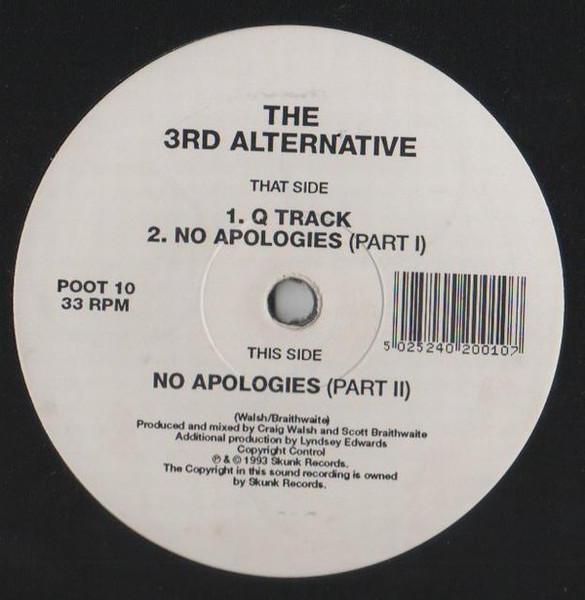 THE
3RD ALTERNATIVE
THAT SIDE
1. Q TRACK
2. NO APOLOGIES (PART I)
POOT 10
33 RPM
5 025240 200107
THIS SIDE
NO APOLOGIES (PART II)
(Walsh/Braithwaite)
Produced and mixed by Craig Walsh and Scott Braithwaite
Additional production by Lyndsey Edwards
Copyright Control
℗ & © 1993 Skunk Records.
The Copyright in this sound recording is owned
by Skunk Records.